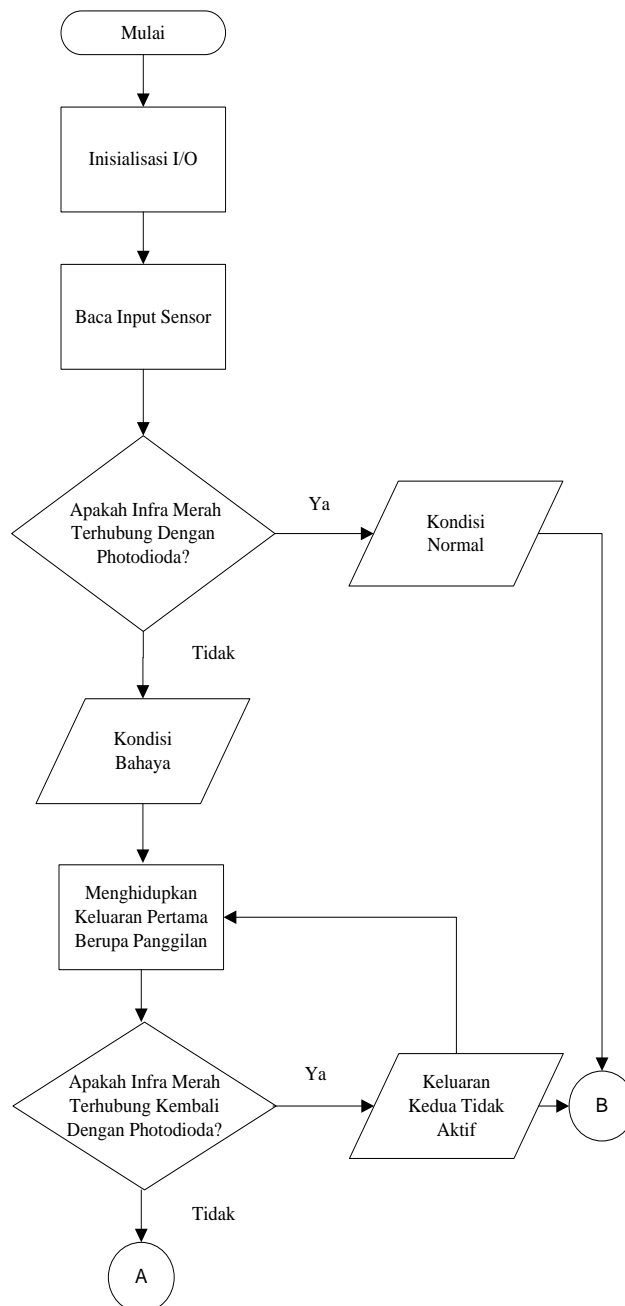 Mulai
Inisialisasi I/O
Baca Input Sensor
Apakah Infra Merah
Terhubung Dengan
Photodioda?
Ya
Kondisi
Normal
Tidak
Kondisi
Bahaya
Menghidupkan
Keluaran Pertama
Berupa Panggilan
Apakah Infra Merah
Terhubung Kembali
Dengan Photodioda?
Ya
Keluaran
Kedua Tidak
Aktif
B
Tidak
A